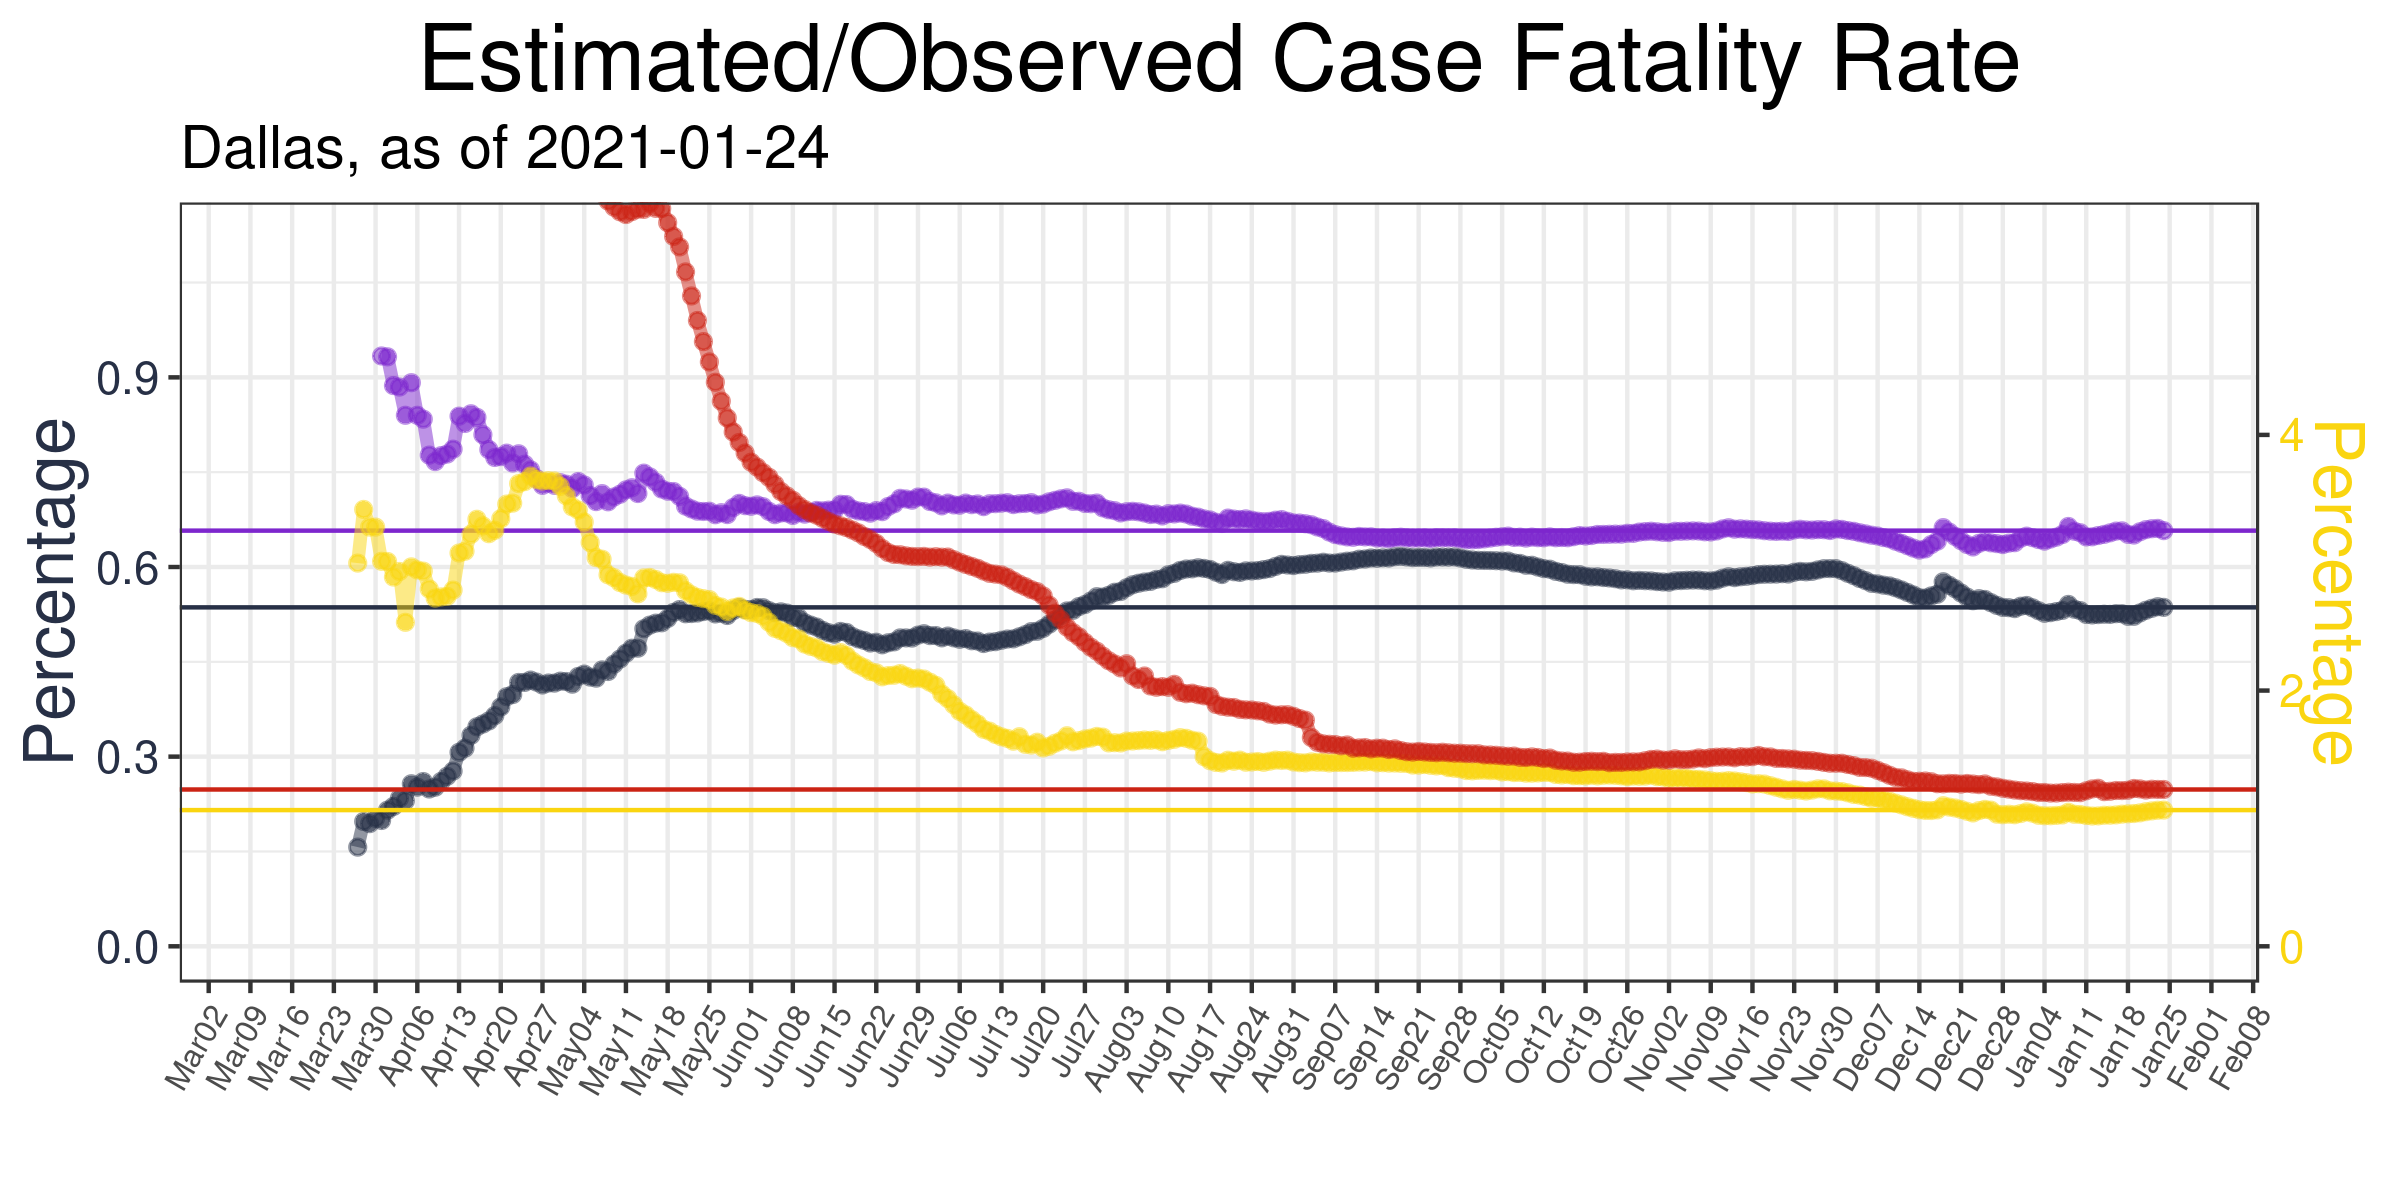 Estimated/Observed Case Fatality Rate
Dallas, as of 2021-01-24
Percentage
0.9
0.6
0.3
0.0
4
2
0
Percentage
Mar02
Mar09
Mar16
Mar23
Mar30
Apr06
Apr13
Apr20
Apr27
May04
May11
May18
May25
Jun01
Jun08
Jun15
Jun22
Jun29
Jul06
Jul13
Jul20
Jul27
Aug03
Aug10
Aug17
Aug24
Aug31
Sep07
Sep14
Sep21
Sep28
Oct05
Oct12
Oct19
Oct26
Nov02
Nov09
Nov16
Nov23
Nov30
Dec07
Dec14
Dec21
Dec28
Jan04
Jan11
Jan18
Jan25
Feb01
Feb08